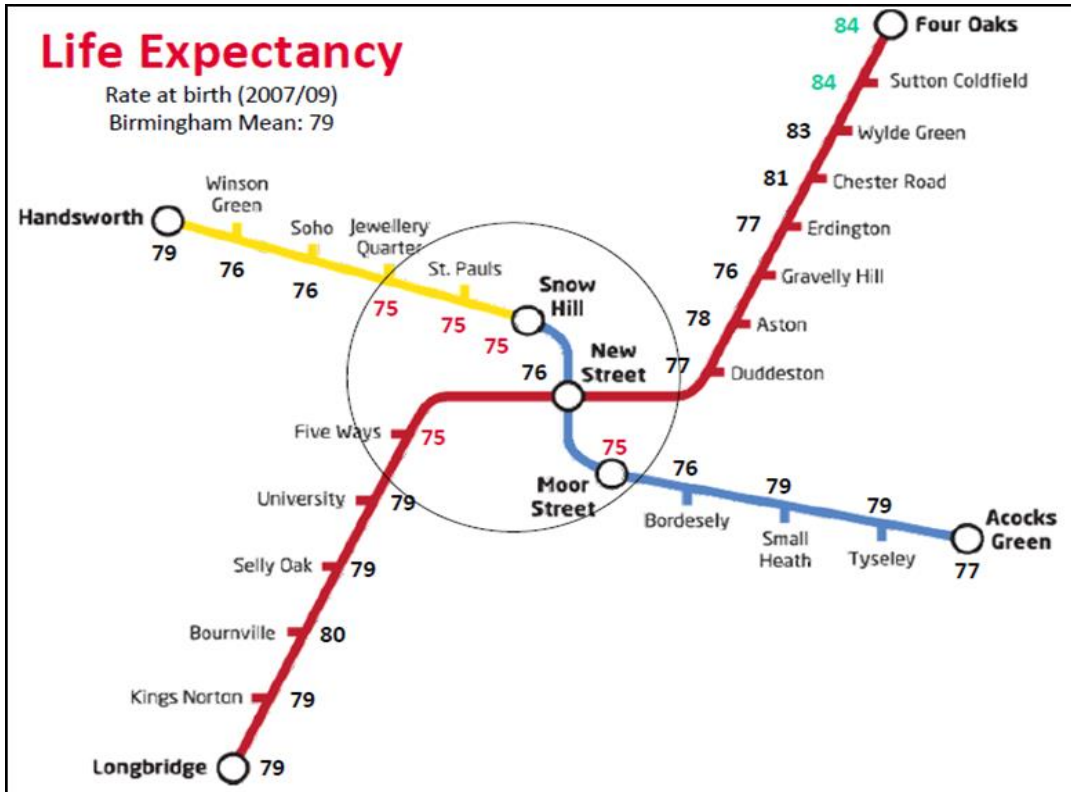 Life Expectancy
Rate at birth (2007/09)
Birmingham Mean: 79
84 Four Oaks
84 Sutton Coldfield
83 Wylde Green
81 Chester Road
77 Erdington
76 Gravelly Hill
78 Aston
77 Duddeston
Handsworth
79
Winson
Green
76
Soho
76
Jewellery
Quarter
75
St. Pauls
75
Snow
Hill
75
New
Street
76
Five Ways 75
University 79
Selly Oak 79
Bournville 80
Kings Norton 79
Longbridge 79
75
Moor
Street
76
Bordesely
79
Small
Heath
79
Tyseley
Acocks
Green
77